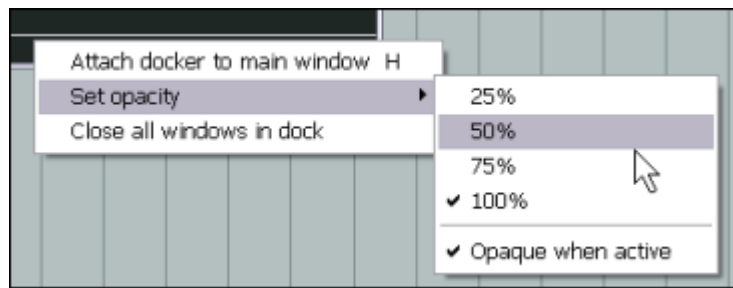 Attach docker to main window H
Set opacity
Close all windows in dock
25%
50%
75%
100%
Opaque when active